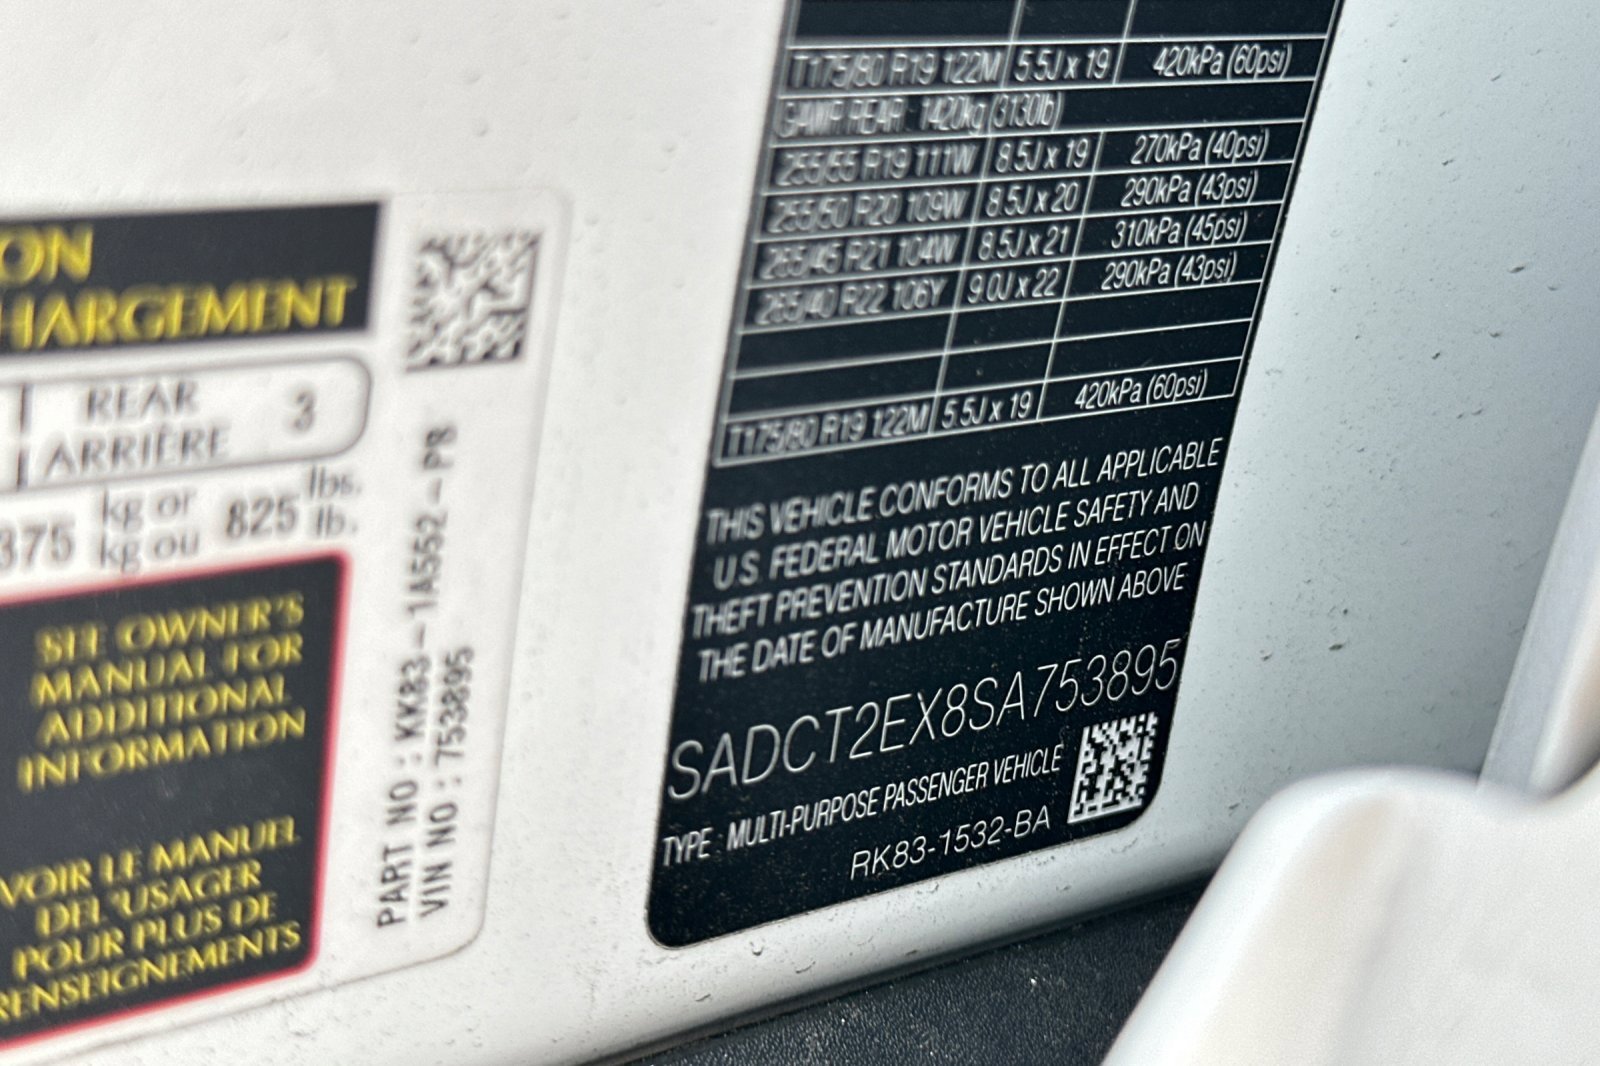 ON
HARGEMENT
REAR 3
ARRIÈRE
375 kg or 825 lbs.
kg ou lb.
SEE OWNER'S
MANUAL FOR
ADDITIONAL
INFORMATION
VOIR LE MANUEL
DE L'USAGER
POUR PLUS DE
RENSEIGNEMENTS
PART NO : KK83-1A552-P8
VIN NO : 753895
T175/80 R19 122M 5.5J x 19 420kPa (60psi)
GAWR REAR : 1420kg (3130lb)
255/55 R19 111W 8.5J x 19 270kPa (40psi)
255/50 R20 109W 8.5J x 20 290kPa (43psi)
265/45 R21 104W 8.5J x 21 310kPa (45psi)
265/40 R22 106Y 9.0J x 22 290kPa (43psi)
T175/80 R19 122M 5.5J x 19 420kPa (60psi)
THIS VEHICLE CONFORMS TO ALL APPLICABLE
U.S. FEDERAL MOTOR VEHICLE SAFETY AND
THEFT PREVENTION STANDARDS IN EFFECT ON
THE DATE OF MANUFACTURE SHOWN ABOVE
SADCT2EX8SA753895
TYPE : MULTI-PURPOSE PASSENGER VEHICLE
RK83-1532-BA